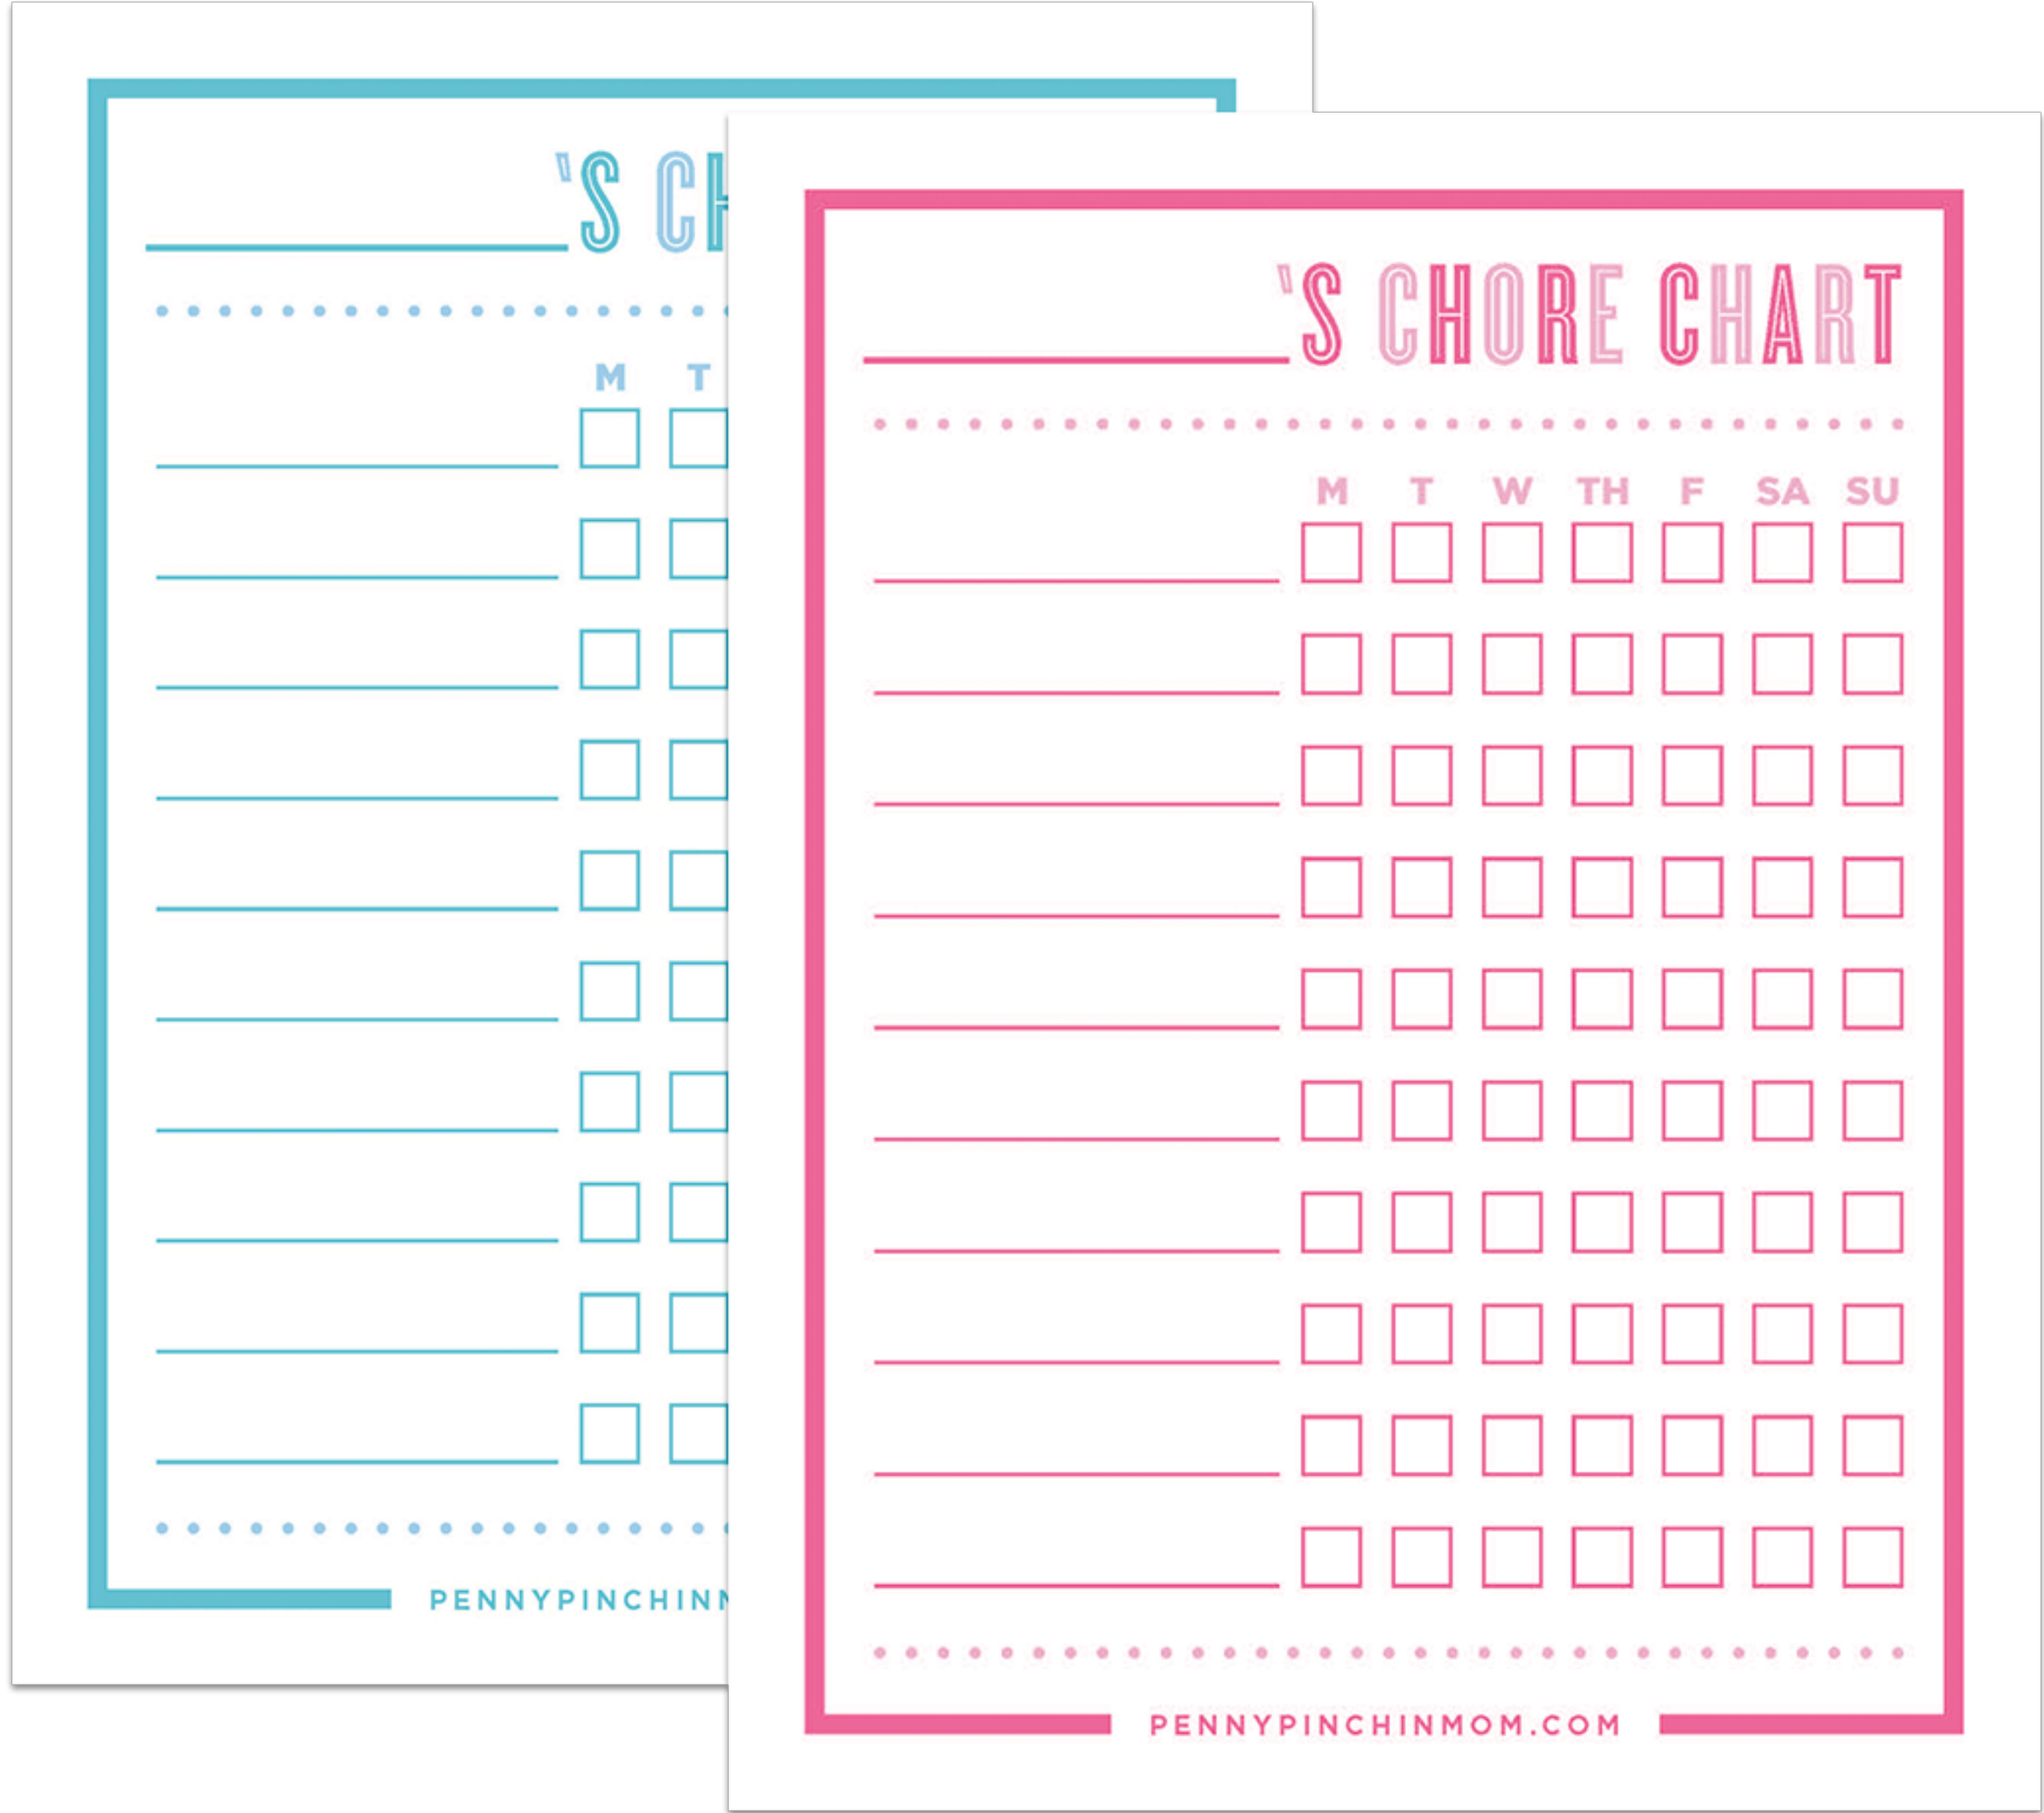 'S CH
M T
PENNYPINCHINM
'S CHORE CHART
M T W TH F SA SU
PENNYPINCHINMOM.COM